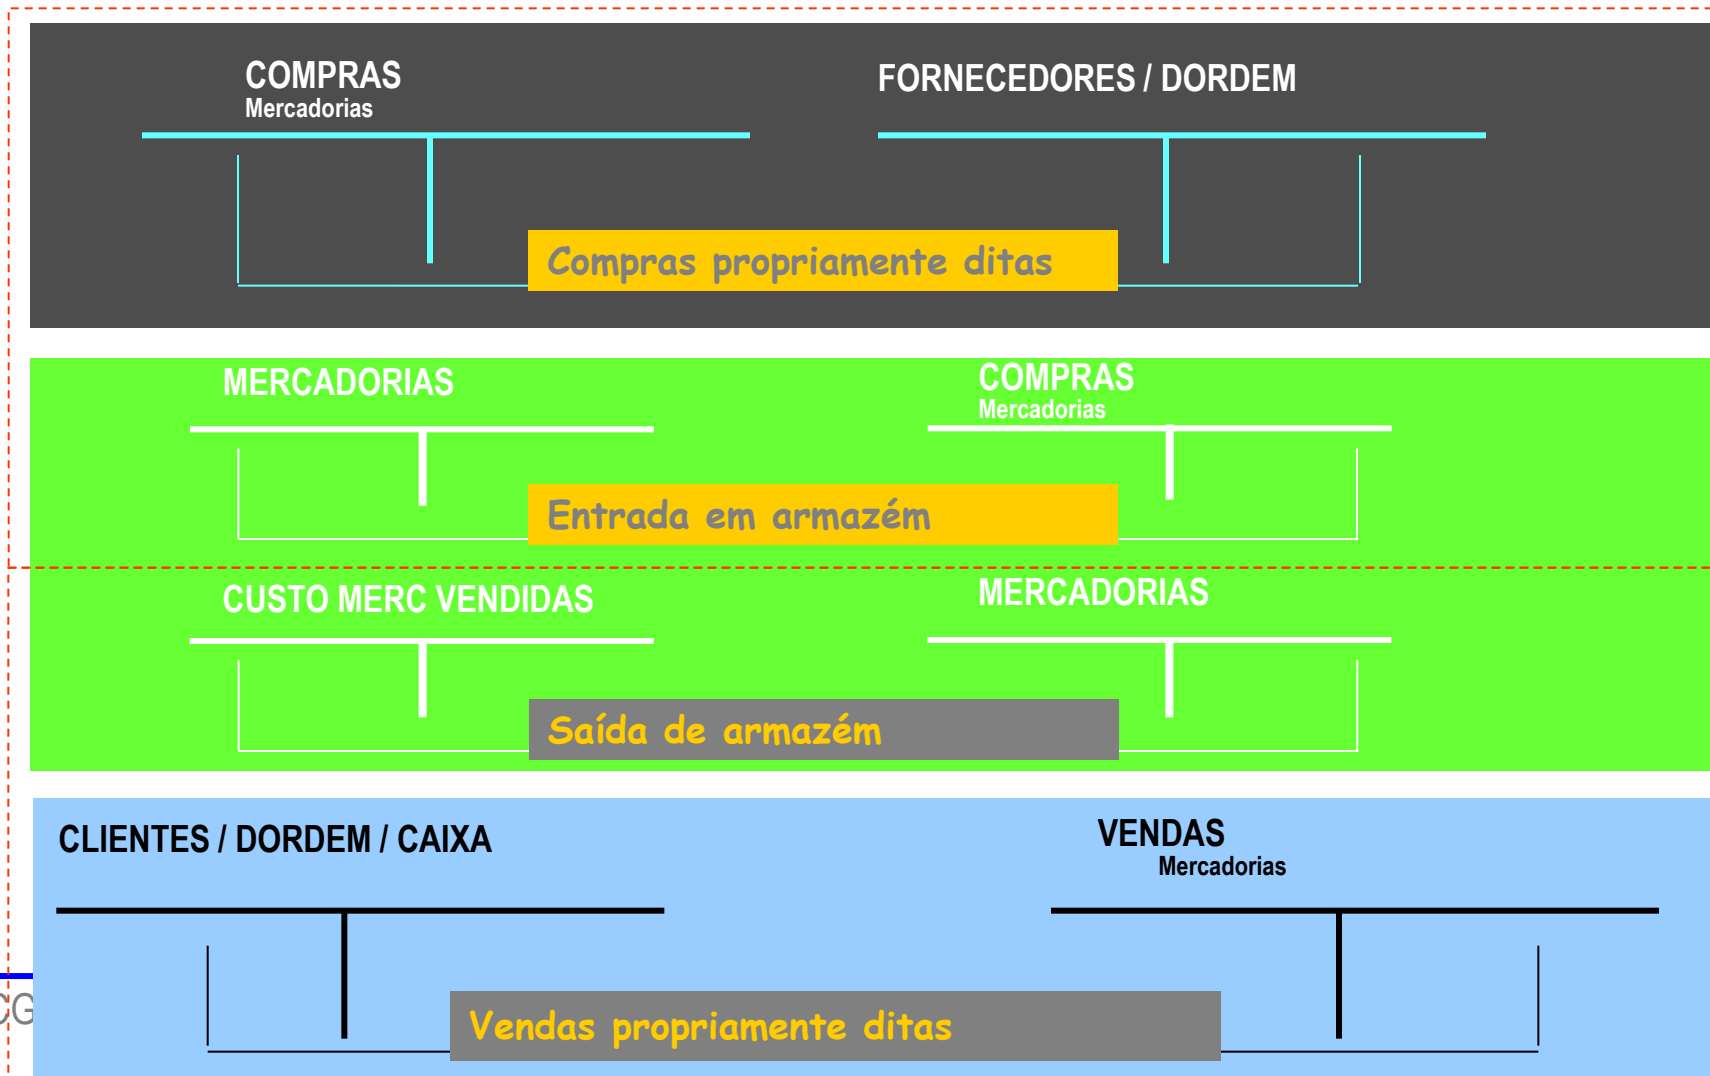 COMPRAS
Mercadorias
FORNECEDORES / DORDEM
Compras propriamente ditas
MERCADORIAS
COMPRAS
Mercadorias
Entrada em armazém
CUSTO MERC VENDIDAS
MERCADORIAS
Saída de armazém
CLIENTES / DORDEM / CAIXA
VENDAS
Mercadorias
Vendas propriamente ditas